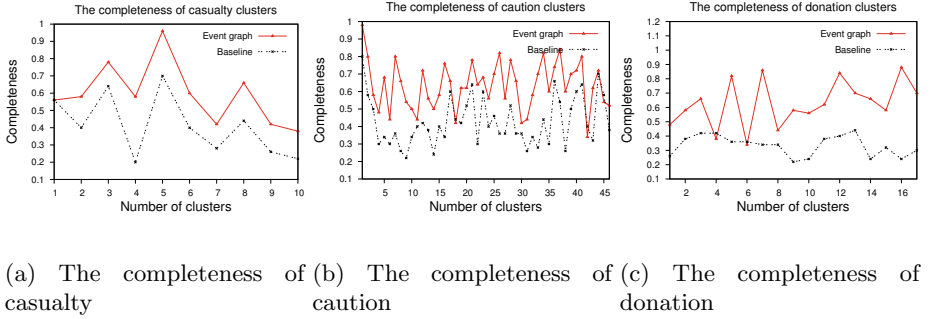 The completeness of casualty clusters
Completeness
1
0.9
0.8
0.7
0.6
0.5
0.4
0.3
0.2
0.1
Event graph
Baseline
1 2 3 4 5 6 7 8 9 10
Number of clusters
The completeness of caution clusters
Completeness
1
0.9
0.8
0.7
0.6
0.5
0.4
0.3
0.2
0.1
Event graph
Baseline
5 10 15 20 25 30 35 40 45
Number of clusters
The completeness of donation clusters
Completeness
1.2
1.1
1
0.9
0.8
0.7
0.6
0.5
0.4
0.3
0.2
0.1
Event graph
Baseline
2 4 6 8 10 12 14 16
Number of clusters
(a) The completeness of
casualty
(b) The completeness of
caution
(c) The completeness of
donation